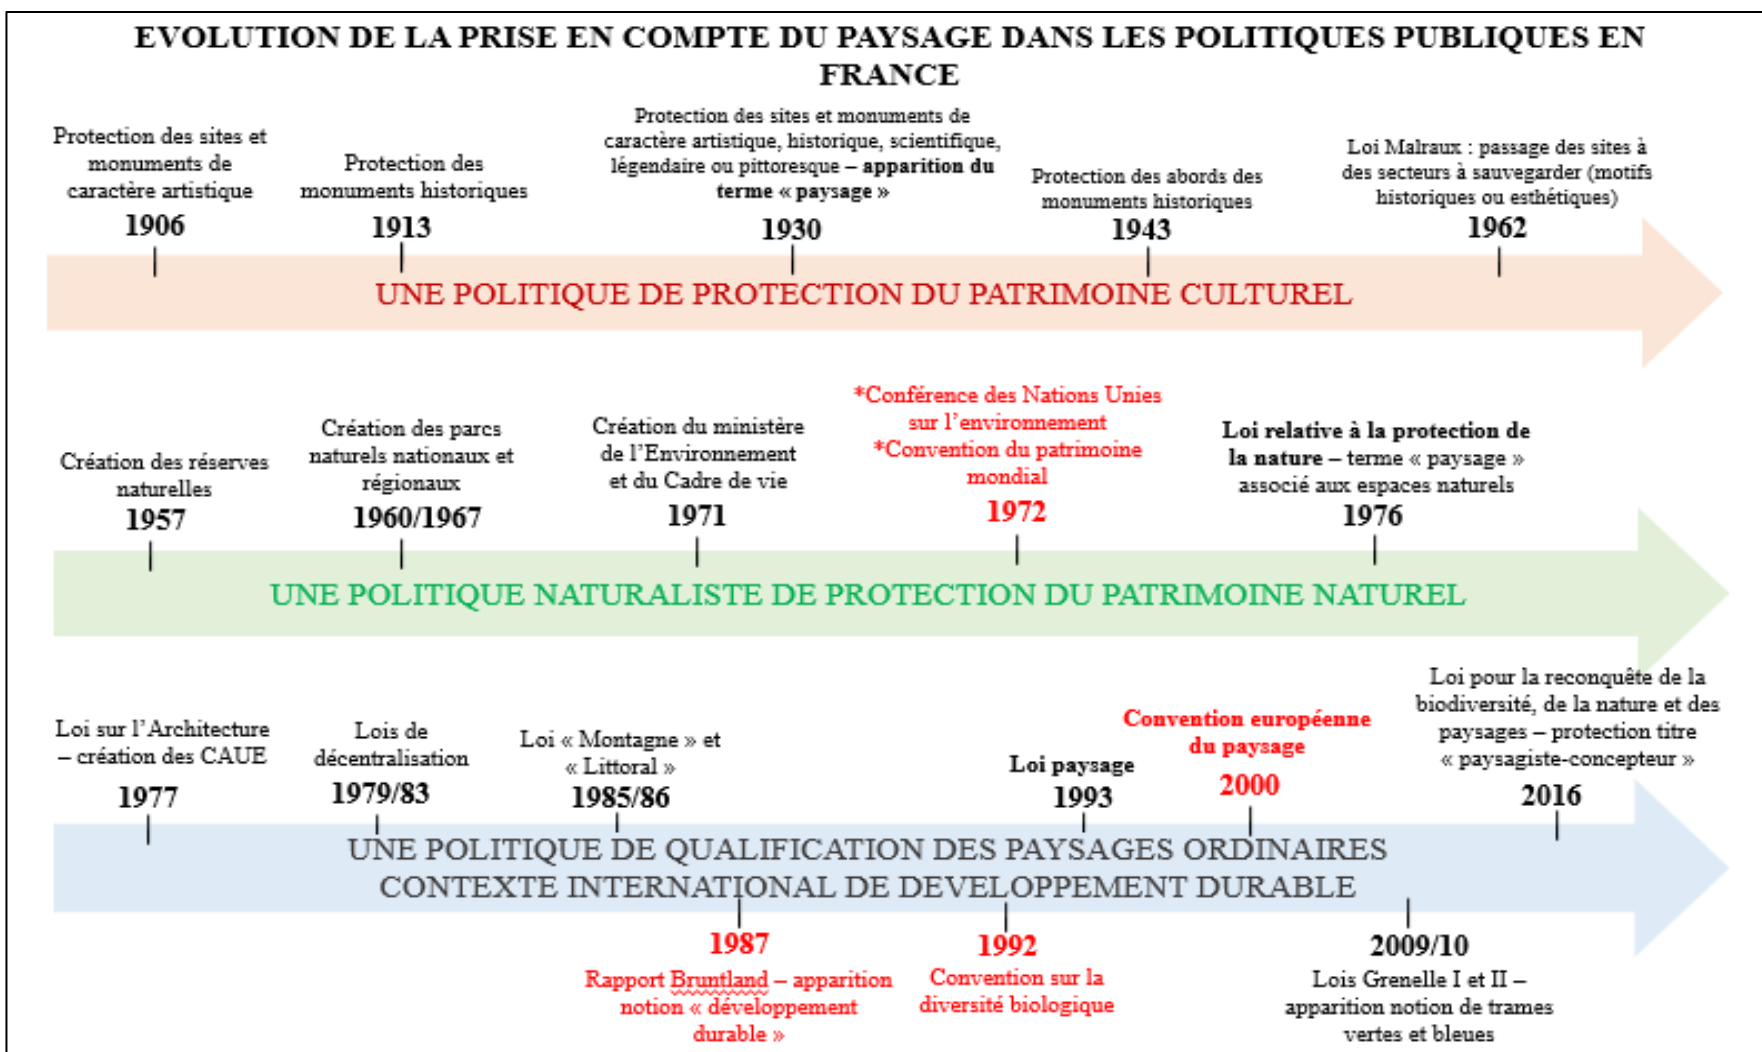 EVOLUTION DE LA PRISE EN COMPTE DU PAYSAGE DANS LES POLITIQUES PUBLIQUES EN
FRANCE
Protection des sites et
monuments de
caractère artistique
1906
Protection des
monuments historiques
1913
Protection des sites et monuments de
caractère artistique, historique, scientifique,
légendaire ou pittoresque – apparition du
terme « paysage »
1930
Protection des abords des
monuments historiques
1943
Loi Malraux : passage des sites à
des secteurs à sauvegarder (motifs
historiques ou esthétiques)
1962
UNE POLITIQUE DE PROTECTION DU PATRIMOINE CULTUREL
Création des réserves
naturelles
1957
Création des parcs
naturels nationaux et
régionaux
1960/1967
Création du ministère
de l’Environnement
et du Cadre de vie
1971
*Conférence des Nations Unies
sur l’environnement
*Convention du patrimoine
mondial
1972
Loi relative à la protection de
la nature – terme « paysage »
associé aux espaces naturels
1976
UNE POLITIQUE NATURALISTE DE PROTECTION DU PATRIMOINE NATUREL
Loi sur l’Architecture
– création des CAUE
1977
Lois de
décentralisation
1979/83
Loi « Montagne » et
« Littoral »
1985/86
Loi paysage
1993
Convention européenne
du paysage
2000
Loi pour la reconquête de la
biodiversité, de la nature et des
paysages – protection titre
« paysagiste-concepteur »
2016
UNE POLITIQUE DE QUALIFICATION DES PAYSAGES ORDINAIRES
CONTEXTE INTERNATIONAL DE DEVELOPPEMENT DURABLE
1987
Rapport Bruntland – apparition
notion « développement
durable »
1992
Convention sur la
diversité biologique
2009/10
Lois Grenelle I et II –
apparition notion de trames
vertes et bleues